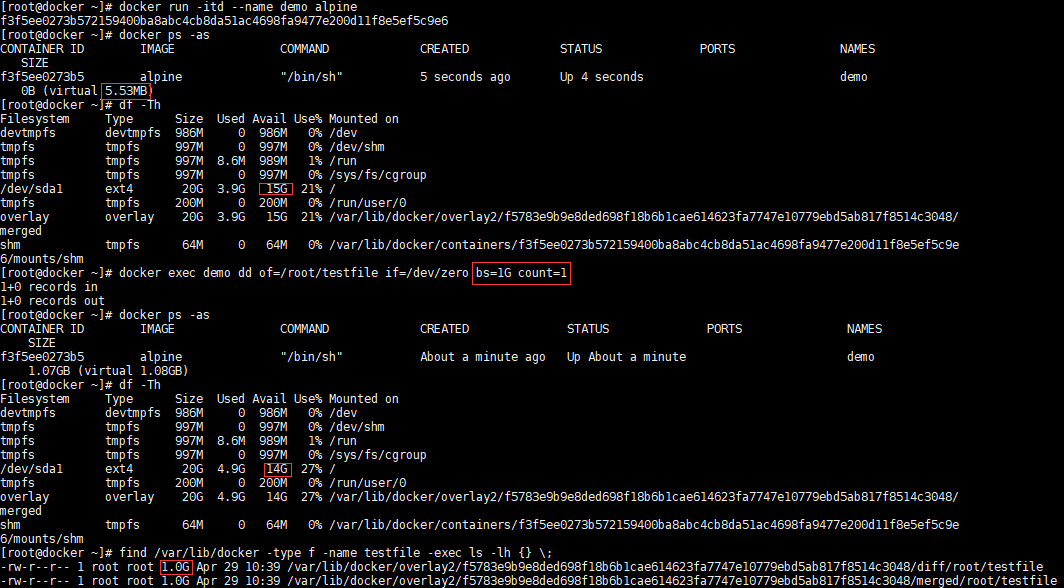 [root@docker ~]# docker run -itd --name demo alpine
f3f5ee0273b572159400ba8abc4cb8da51ac4698fa9477e200d11f8e5ef5c9e6
[root@docker ~]# docker ps -as
CONTAINER ID        IMAGE               COMMAND             CREATED             STATUS              PORTS               NAMES
   SIZE
f3f5ee0273b5        alpine              "/bin/sh"           5 seconds ago       Up 4 seconds                            demo
   0B (virtual 5.53MB)
[root@docker ~]# df -Th
Filesystem     Type      Size  Used Avail Use% Mounted on
devtmpfs       devtmpfs  986M     0  986M   0% /dev
tmpfs          tmpfs     997M     0  997M   0% /dev/shm
tmpfs          tmpfs     997M  8.6M  989M   1% /run
tmpfs          tmpfs     997M     0  997M   0% /sys/fs/cgroup
/dev/sda1      ext4       20G  3.9G   15G  21% /
tmpfs          tmpfs     200M     0  200M   0% /run/user/0
overlay        overlay    20G  3.9G   15G  21% /var/lib/docker/overlay2/f5783e9b9e8ded698f18b6b1cae614623fa7747e10779ebd5ab817f8514c3048/
merged
shm            tmpfs      64M     0   64M   0% /var/lib/docker/containers/f3f5ee0273b572159400ba8abc4cb8da51ac4698fa9477e200d11f8e5ef5c9e
6/mounts/shm
[root@docker ~]# docker exec demo dd of=/root/testfile if=/dev/zero bs=1G count=1
1+0 records in
1+0 records out
[root@docker ~]# docker ps -as
CONTAINER ID        IMAGE               COMMAND             CREATED              STATUS              PORTS               NAMES
    SIZE
f3f5ee0273b5        alpine              "/bin/sh"           About a minute ago   Up About a minute                       demo
    1.07GB (virtual 1.08GB)
[root@docker ~]# df -Th
Filesystem     Type      Size  Used Avail Use% Mounted on
devtmpfs       devtmpfs  986M     0  986M   0% /dev
tmpfs          tmpfs     997M     0  997M   0% /dev/shm
tmpfs          tmpfs     997M  8.6M  989M   1% /run
tmpfs          tmpfs     997M     0  997M   0% /sys/fs/cgroup
/dev/sda1      ext4       20G  4.9G   14G  27% /
tmpfs          tmpfs     200M     0  200M   0% /run/user/0
overlay        overlay    20G  4.9G   14G  27% /var/lib/docker/overlay2/f5783e9b9e8ded698f18b6b1cae614623fa7747e10779ebd5ab817f8514c3048/
merged
shm            tmpfs      64M     0   64M   0% /var/lib/docker/containers/f3f5ee0273b572159400ba8abc4cb8da51ac4698fa9477e200d11f8e5ef5c9e
6/mounts/shm
[root@docker ~]# find /var/lib/docker -type f -name testfile -exec ls -lh {} \;
-rw-r--r-- 1 root root 1.0G Apr 29 10:39 /var/lib/docker/overlay2/f5783e9b9e8ded698f18b6b1cae614623fa7747e10779ebd5ab817f8514c3048/diff/root/testfile
-rw-r--r-- 1 root root 1.0G Apr 29 10:39 /var/lib/docker/overlay2/f5783e9b9e8ded698f18b6b1cae614623fa7747e10779ebd5ab817f8514c3048/merged/root/testfile